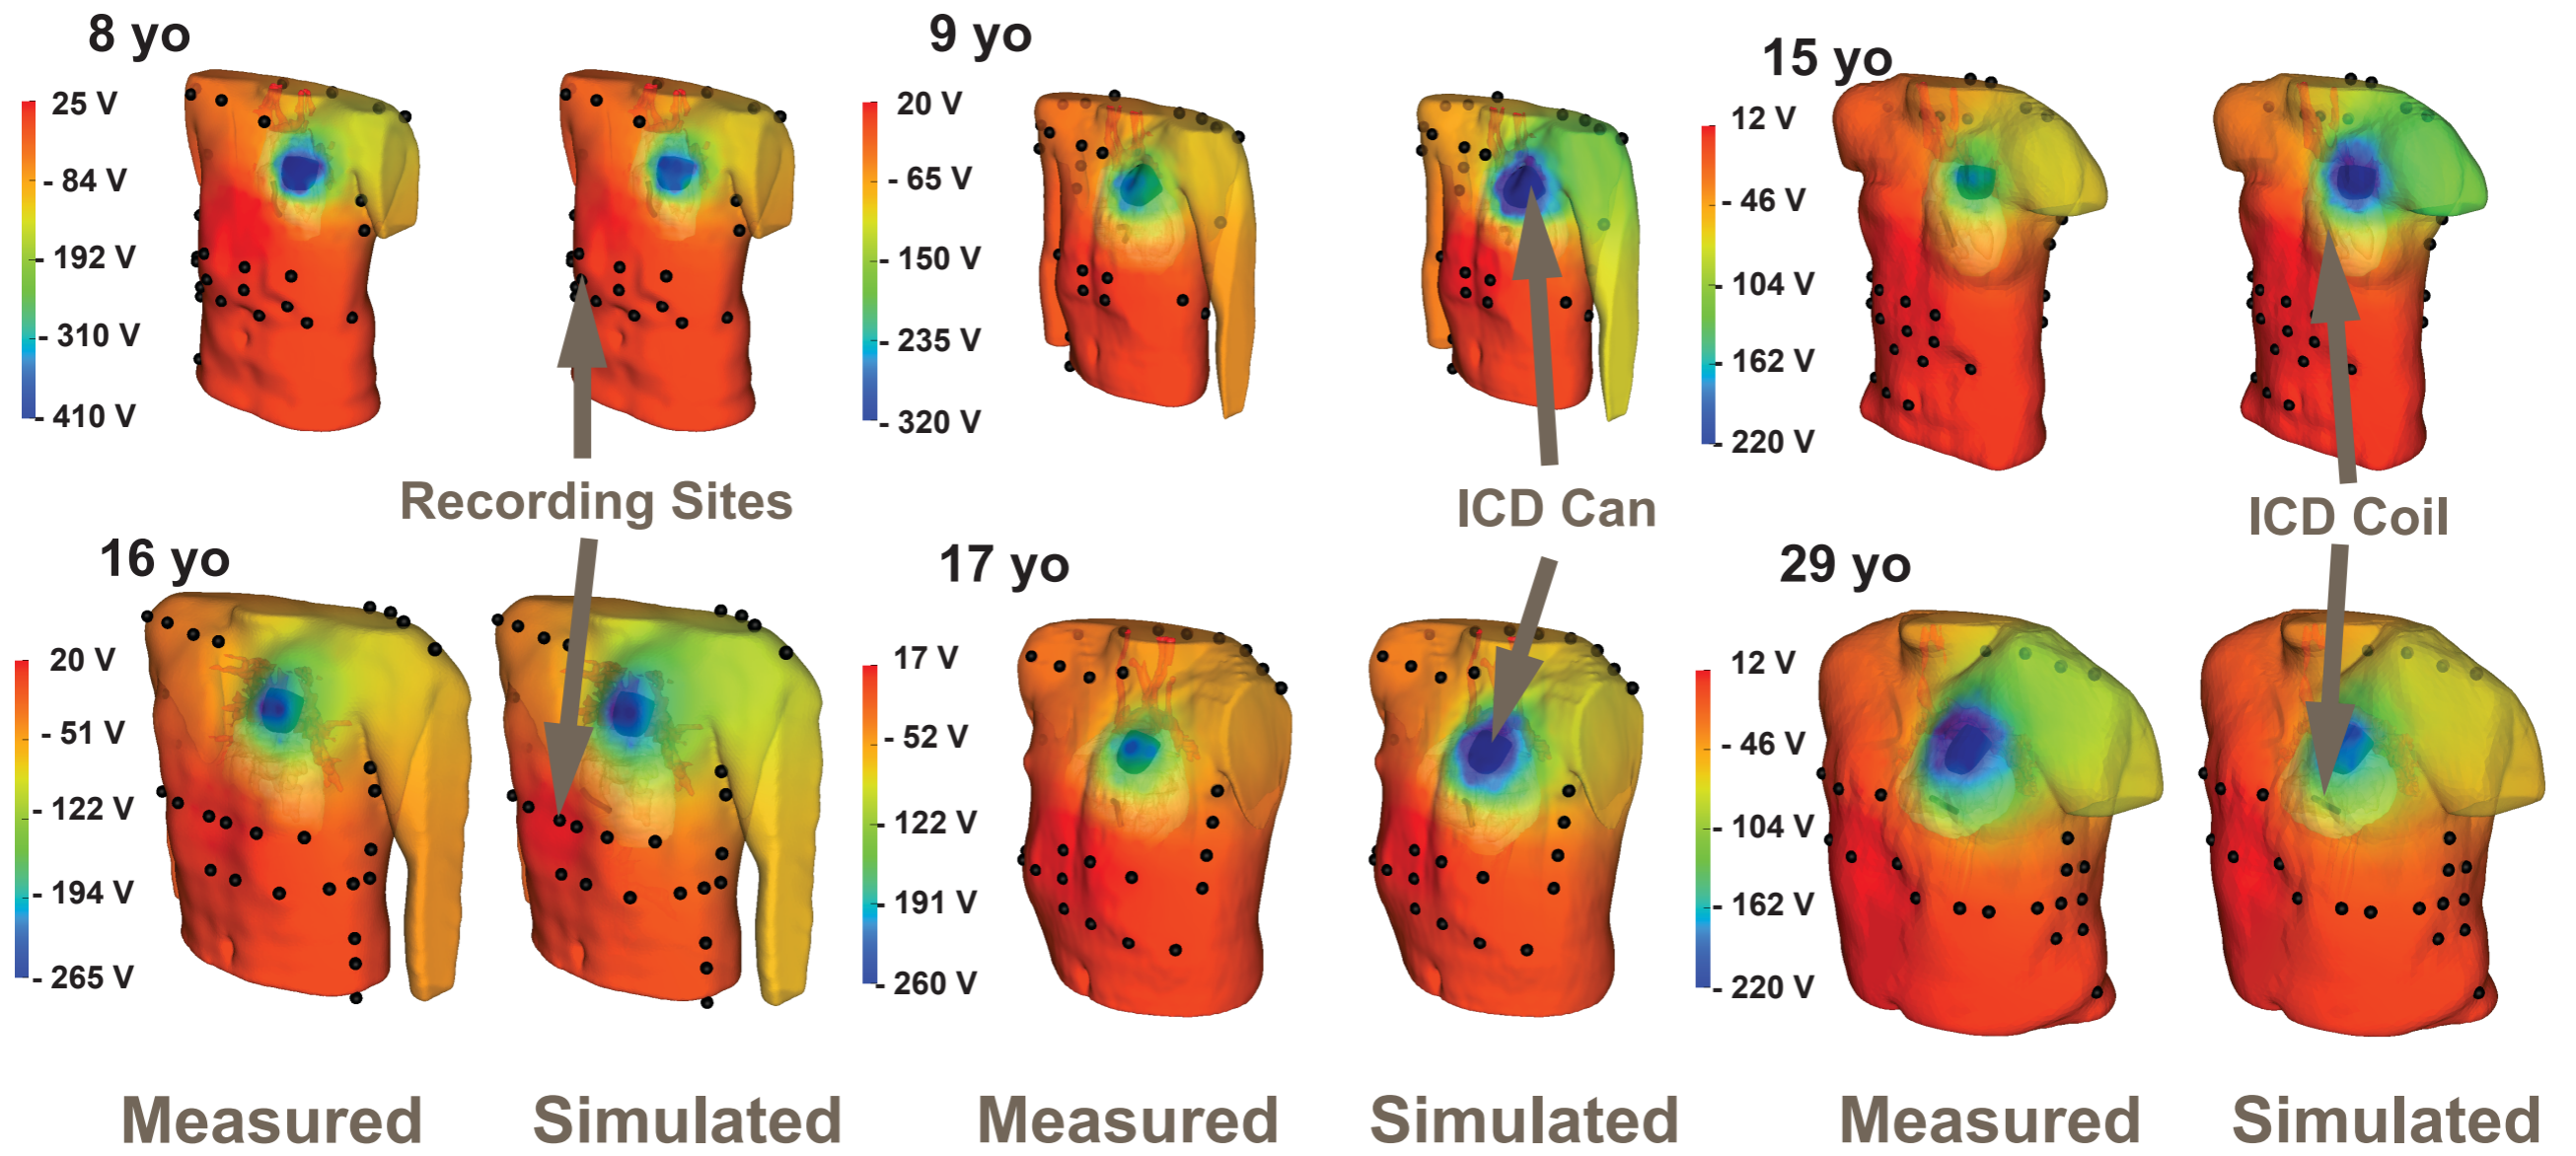 8 yo
25 V
- 84 V
- 192 V
- 310 V
- 410 V
9 yo
20 V
- 65 V
- 150 V
- 235 V
- 320 V
15 yo
12 V
- 46 V
- 104 V
- 162 V
- 220 V
Recording Sites
ICD Can
ICD Coil
16 yo
20 V
- 51 V
- 122 V
- 194 V
- 265 V
17 yo
17 V
- 52 V
- 122 V
- 191 V
- 260 V
29 yo
12 V
- 46 V
- 104 V
- 162 V
- 220 V
Measured
Simulated
Measured
Simulated
Measured
Simulated